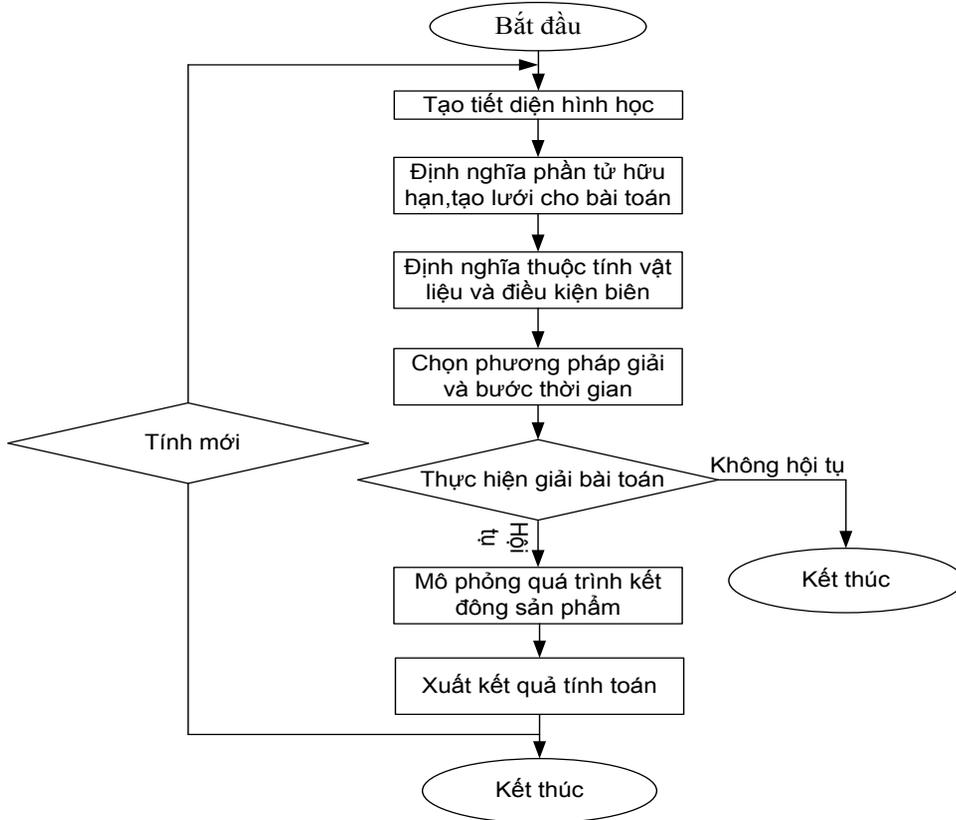 Bắt đầu
Tạo tiết diện hình học
Định nghĩa phần tử hữu
hạn,tạo lưới cho bài toán
Định nghĩa thuộc tính vật
liệu và điều kiện biên
Chọn phương pháp giải
và bước thời gian
Tính mới
Thực hiện giải bài toán
Không hội tụ
Hội
tụ
Mô phỏng quá trình kết
đông sản phẩm
Kết thúc
Xuất kết quả tính toán
Kết thúc